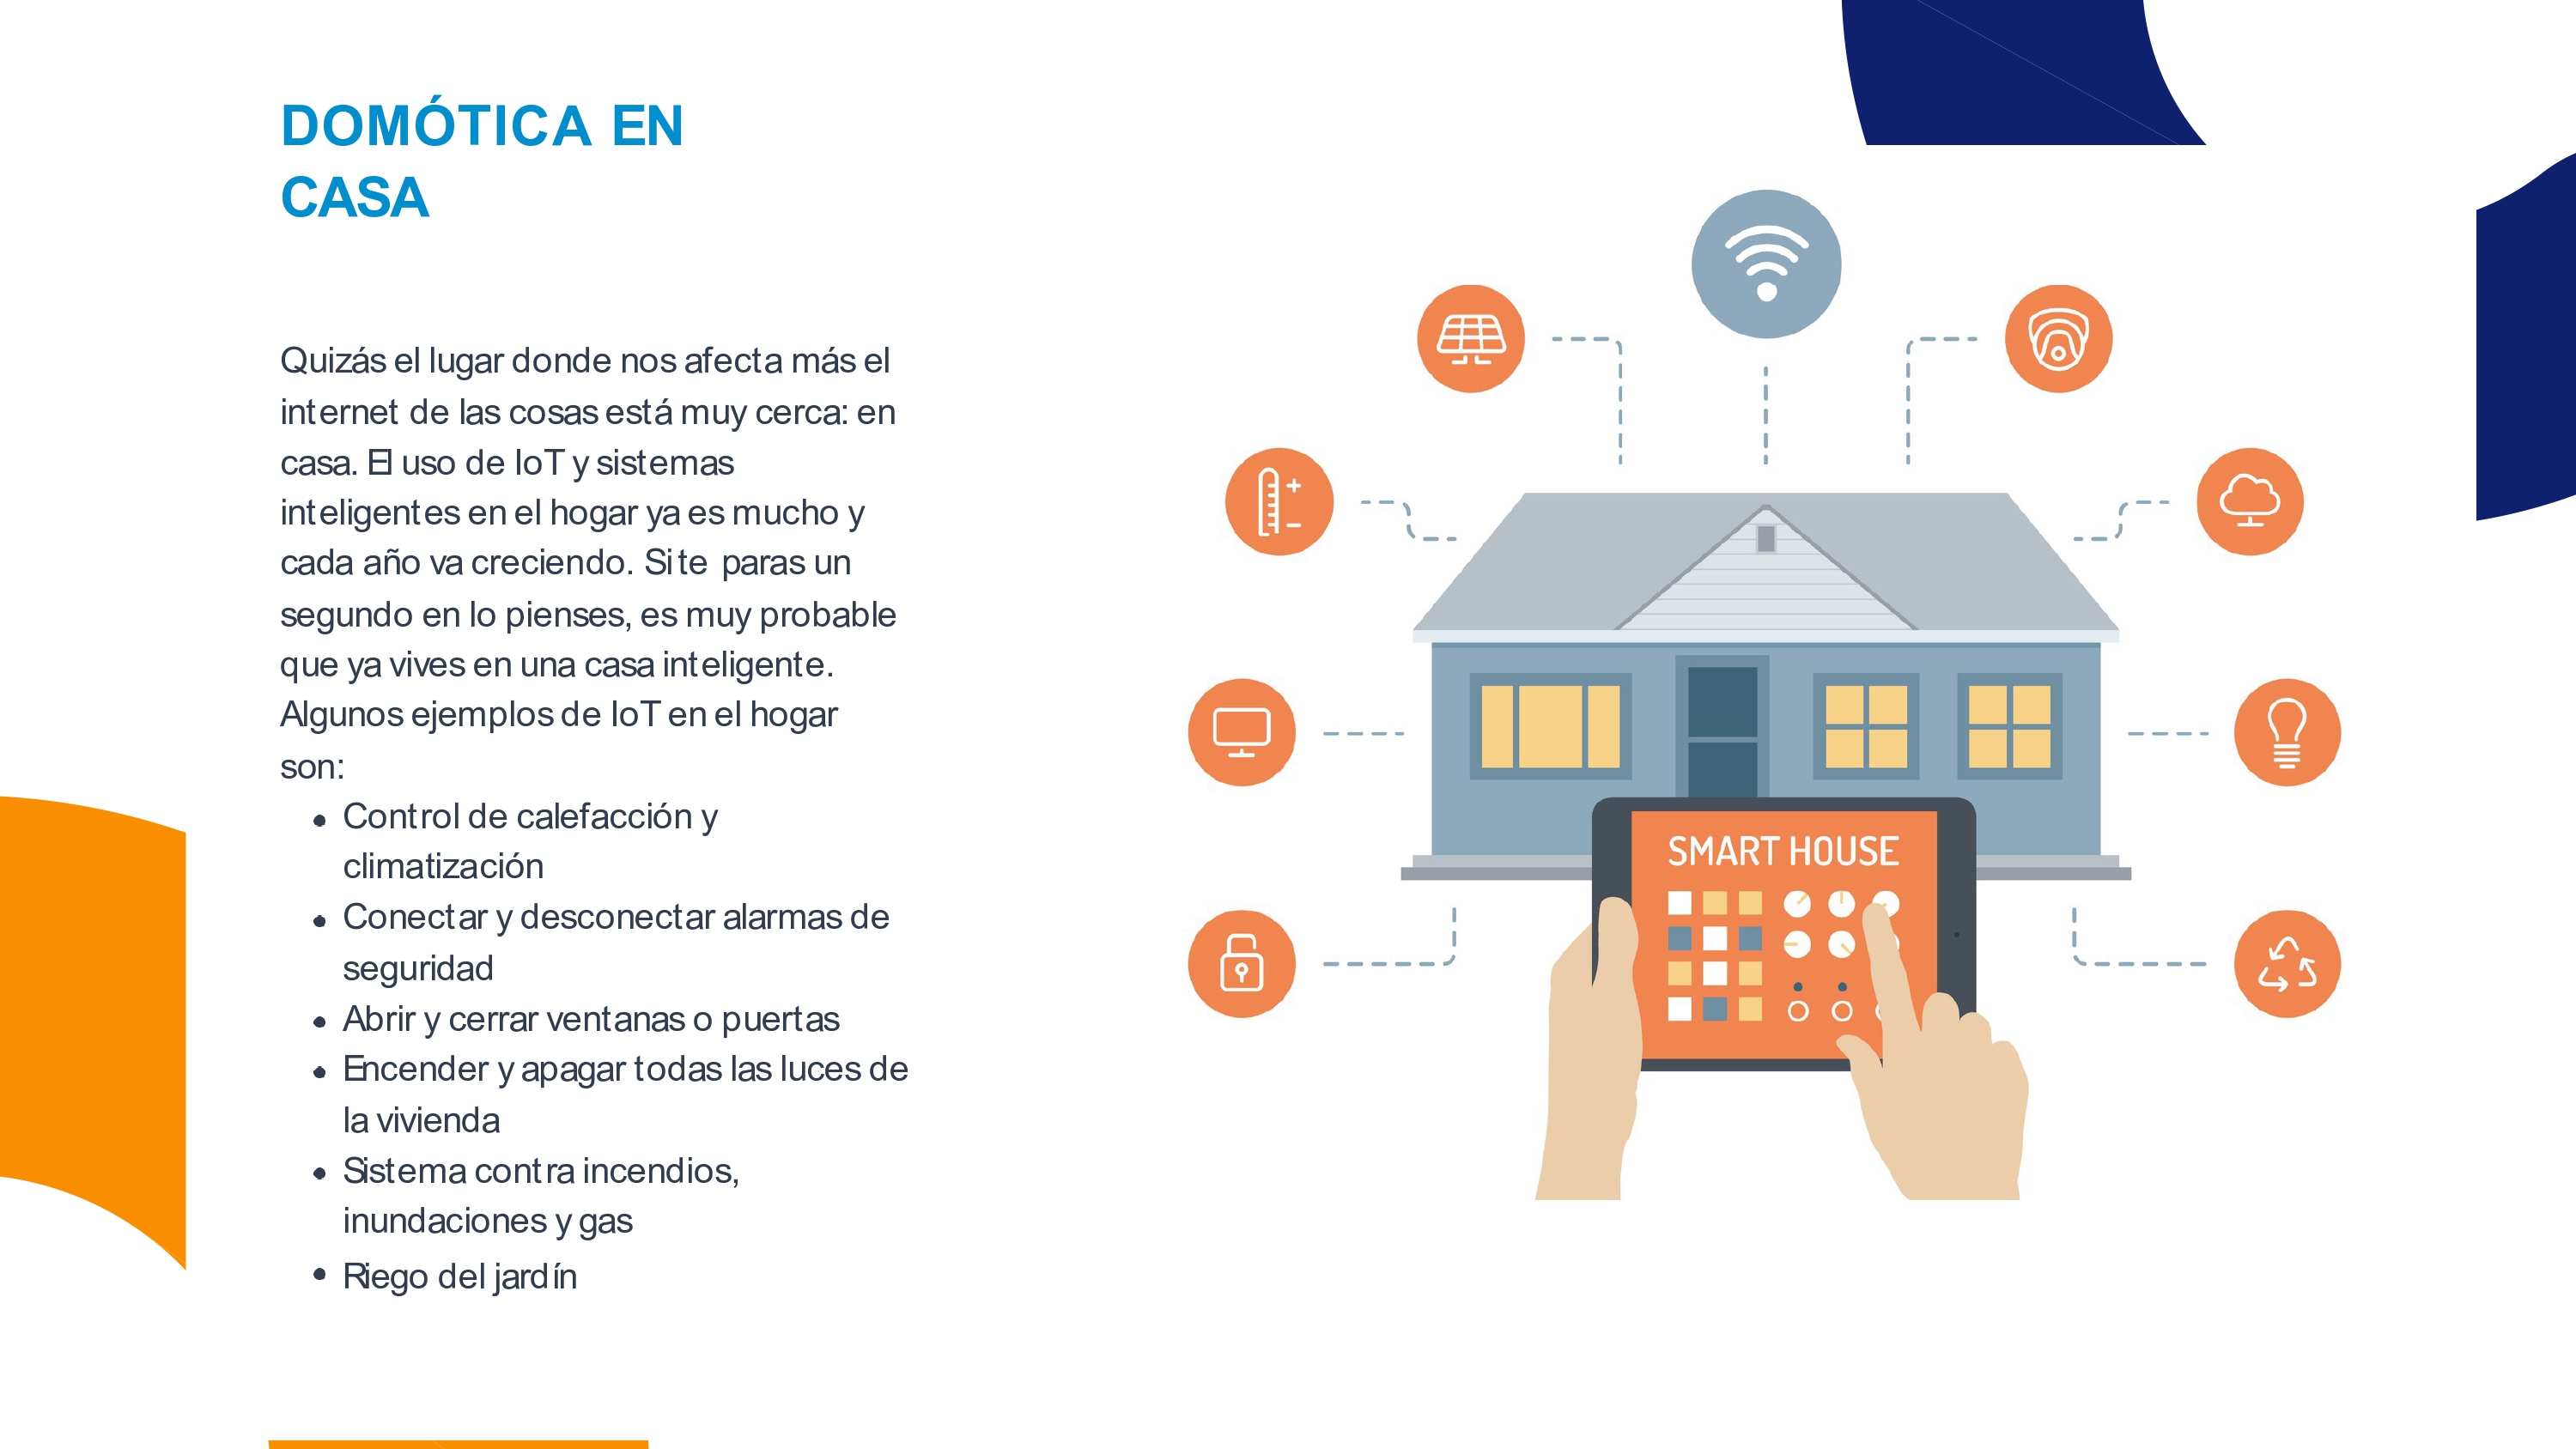 DOMÓTICA EN
CASA
Quizás el lugar donde nos afecta más el
internet de las cosas está muy cerca: en
casa. El uso de IoT y sistemas
inteligentes en el hogar ya es mucho y
cada año va creciendo. Si te paras un
segundo en lo pienses, es muy probable
que ya vives en una casa inteligente.
Algunos ejemplos de IoT en el hogar
son:
• Control de calefacción y
climatización
• Conectar y desconectar alarmas de
seguridad
• Abrir y cerrar ventanas o puertas
• Encender y apagar todas las luces de
la vivienda
• Sistema contra incendios,
inundaciones y gas
• Riego del jardín
SMART HOUSE